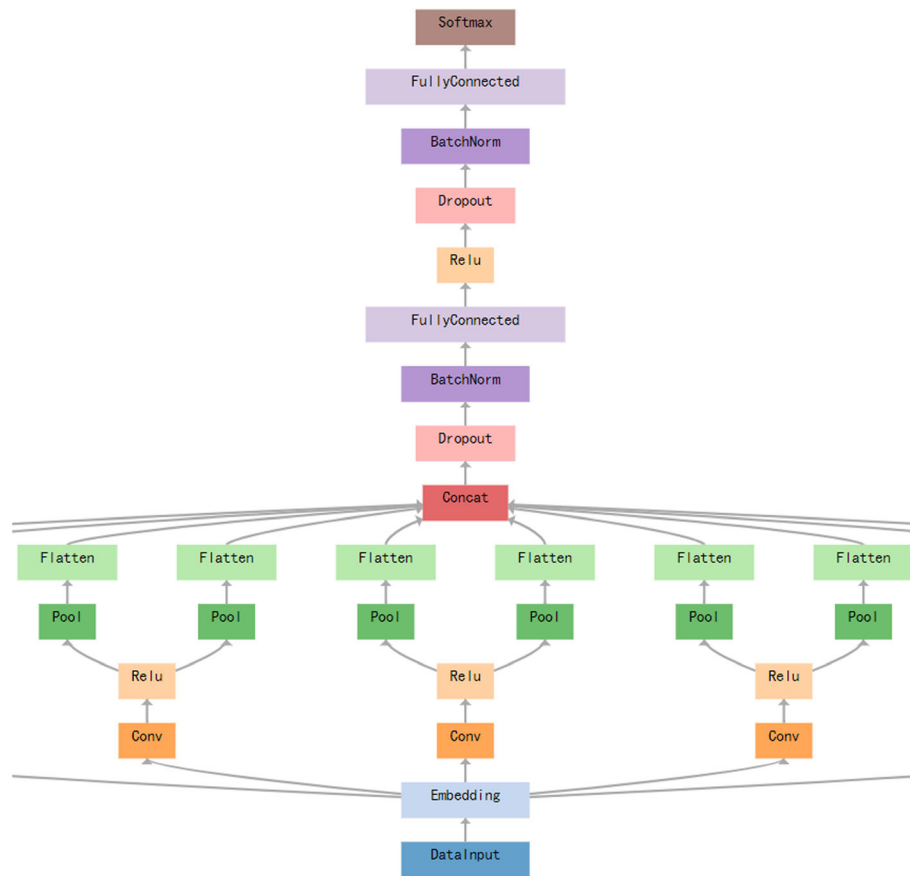 Softmax
FullyConnected
BatchNorm
Dropout
Relu
FullyConnected
BatchNorm
Dropout
Concat
Flatten Flatten Flatten Flatten Flatten Flatten
Pool Pool Pool Pool Pool Pool
Relu Relu Relu
Conv Conv Conv
Embedding
DataInput